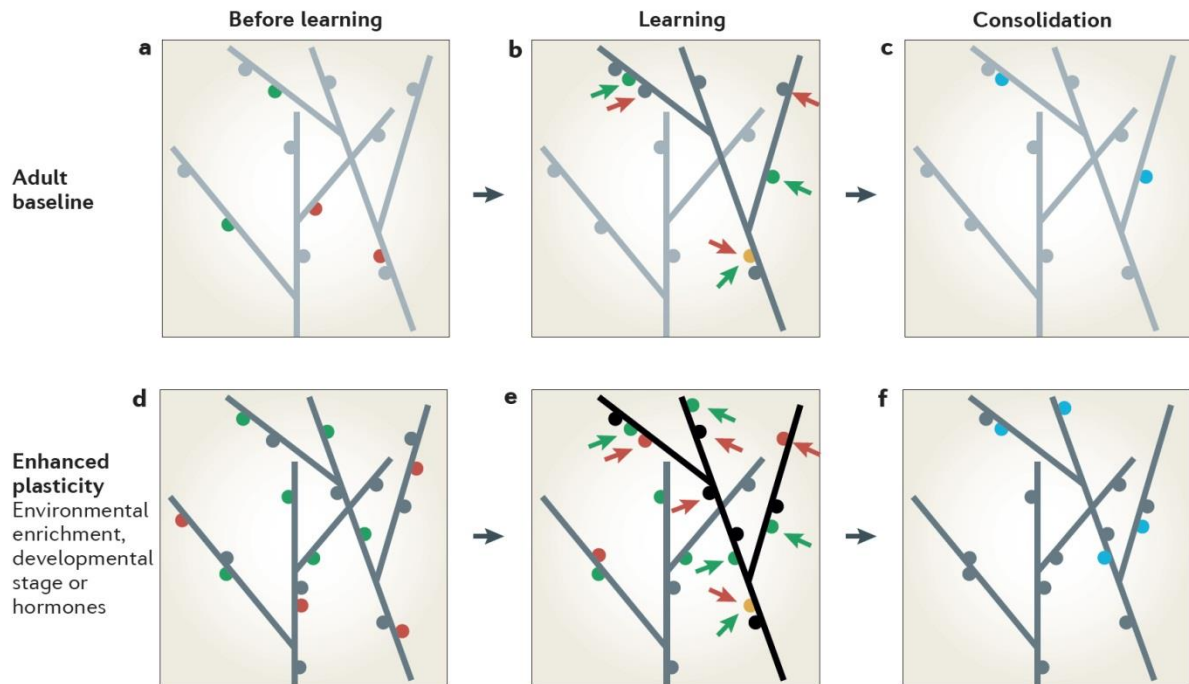 Before learning
Learning
Consolidation
a
b
c
Adult
baseline
d
e
f
Enhanced
plasticity
Environmental
enrichment,
developmental
stage or
hormones